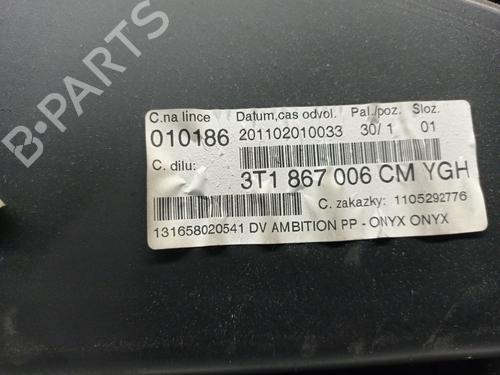 C.na lince Datum,cas odvol. Pal./poz. Sloz.
010186 201102010033 30/ 1 01
C. dilu: 3T1 867 006 CM YGH
C. zakazky: 1105292776
131658020541 DV AMBITION PP - ONYX ONYX
B-PARTS